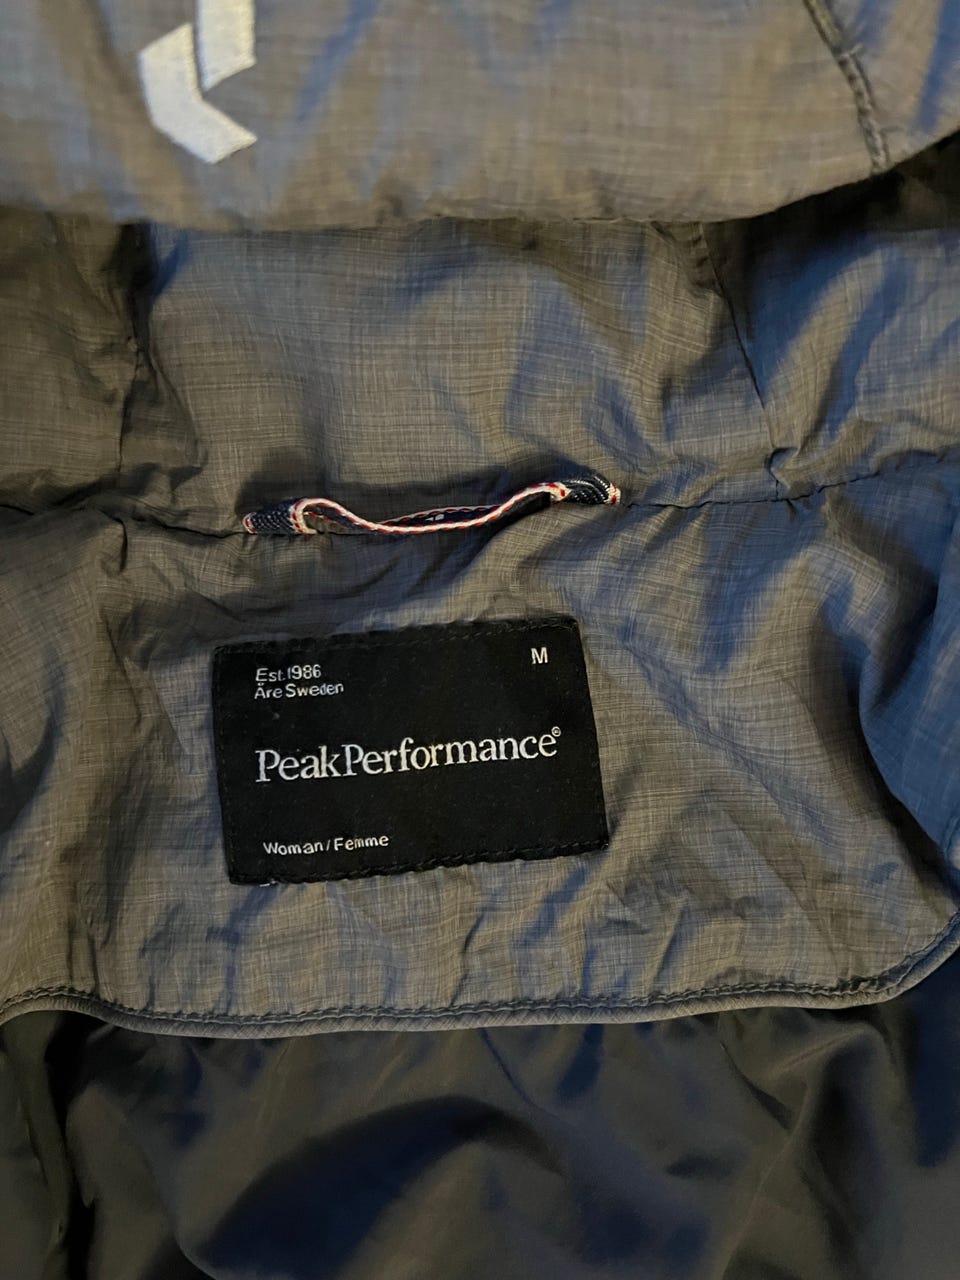 Est.1986
Åre Sweden
M
PeakPerformance®
Woman/Femme